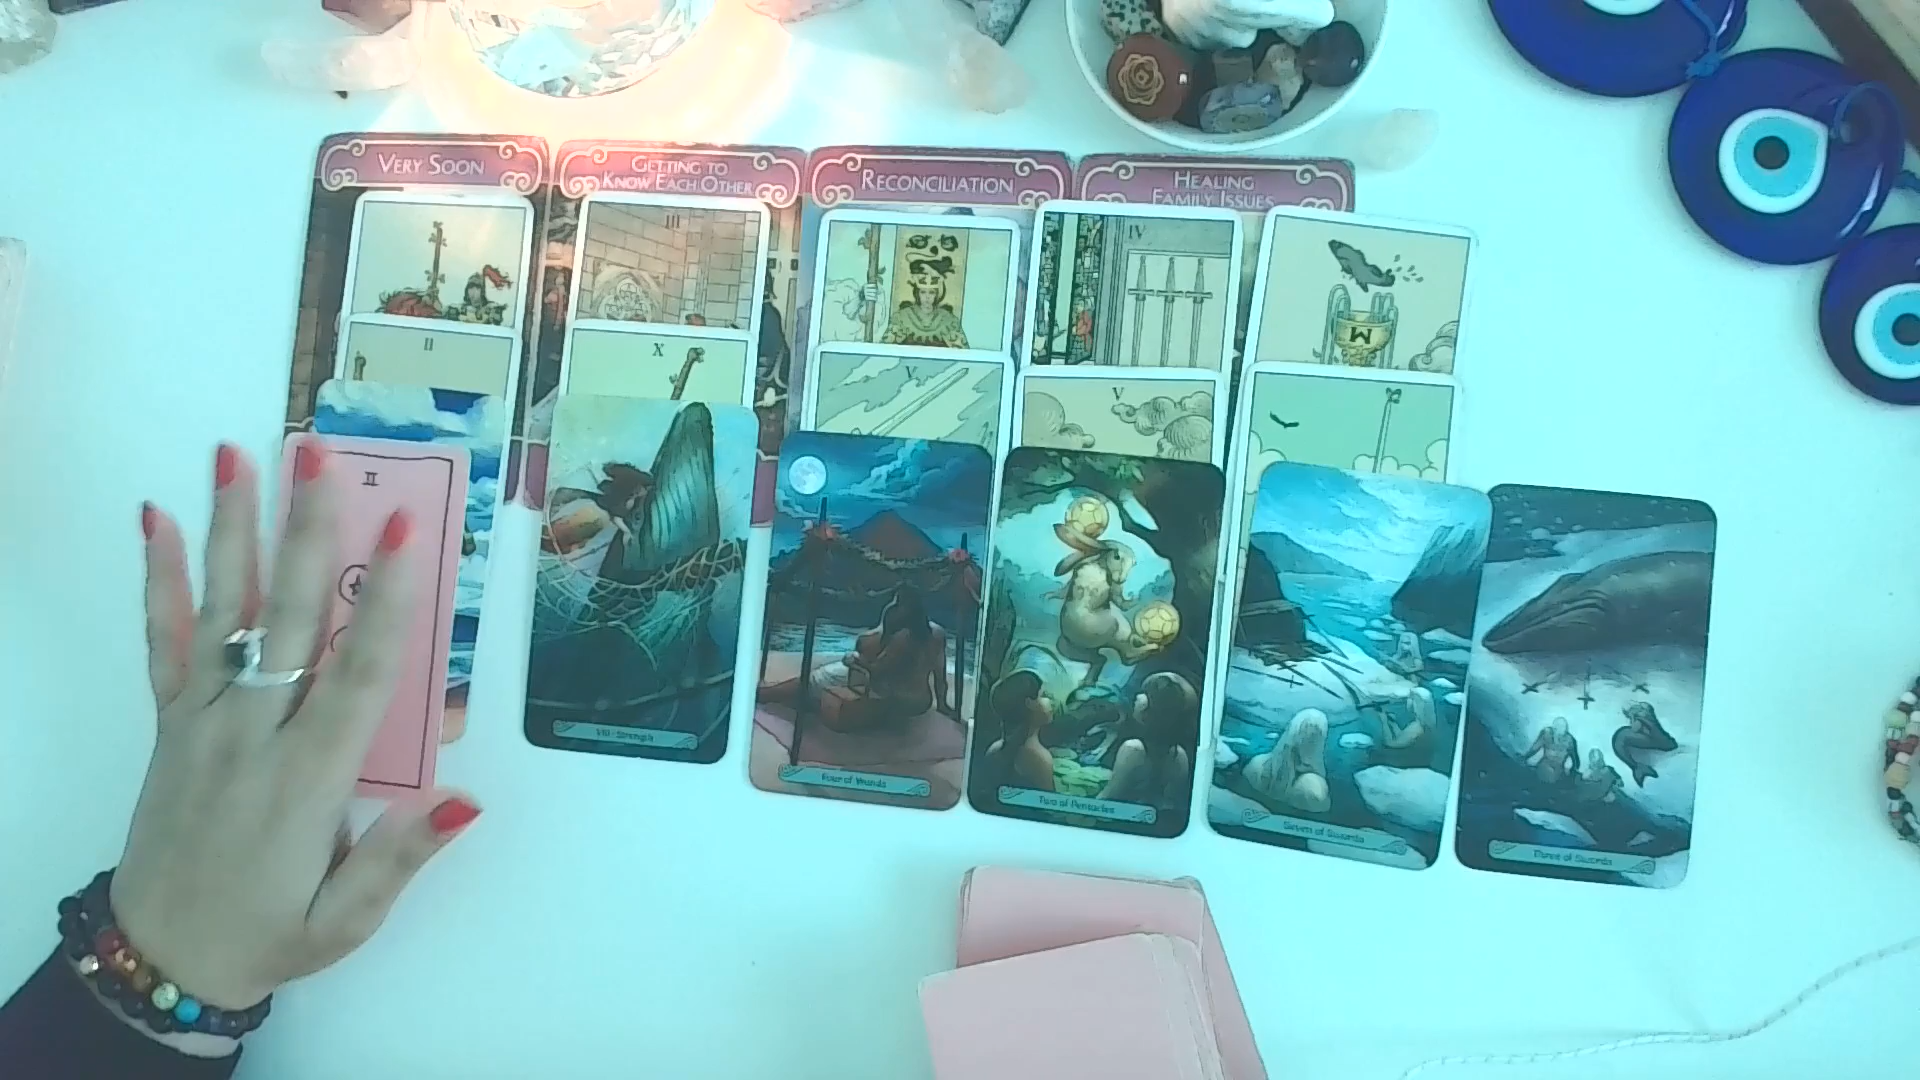 VERY SOON
GETTING TO
KNOW EACH OTHER
RECONCILIATION
HEALING
FAMILY ISSUES
III
IV
II
X
V
V
II
VIII - Strength
Four of Wands
Two of Pentacles
Seven of Swords
Three of Swords